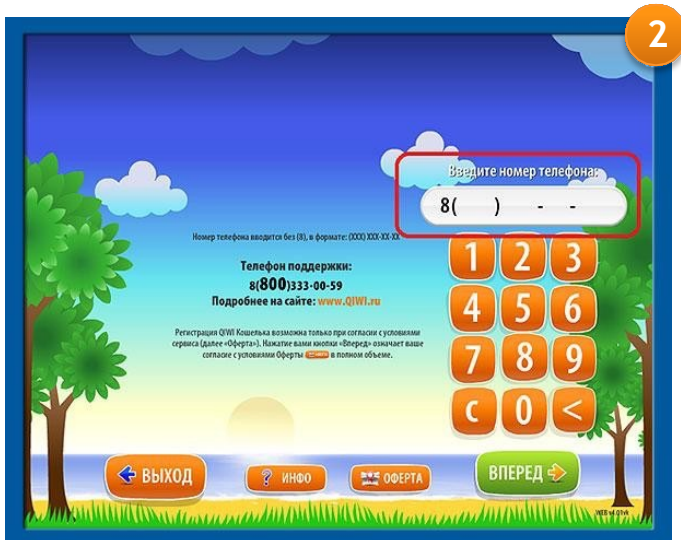 2
Введите номер телефона:
8( ) - -
Номер телефона вводится без (8), в формате: (XXX) XXX-XX-XX
Телефон поддержки:
8(800)333-00-59
Подробнее на сайте: www.QIWI.ru
Регистрация QIWI Кошелька возможна только при согласии с условиями
сервиса (далее «Оферта»). Нажатие вами кнопки «Вперед» означает ваше
согласие с условиями Оферты в полном объеме.
1 2 3
4 5 6
7 8 9
C 0 <
ВЫХОД
? ИНФО
ОФЕРТА
ВПЕРЕД